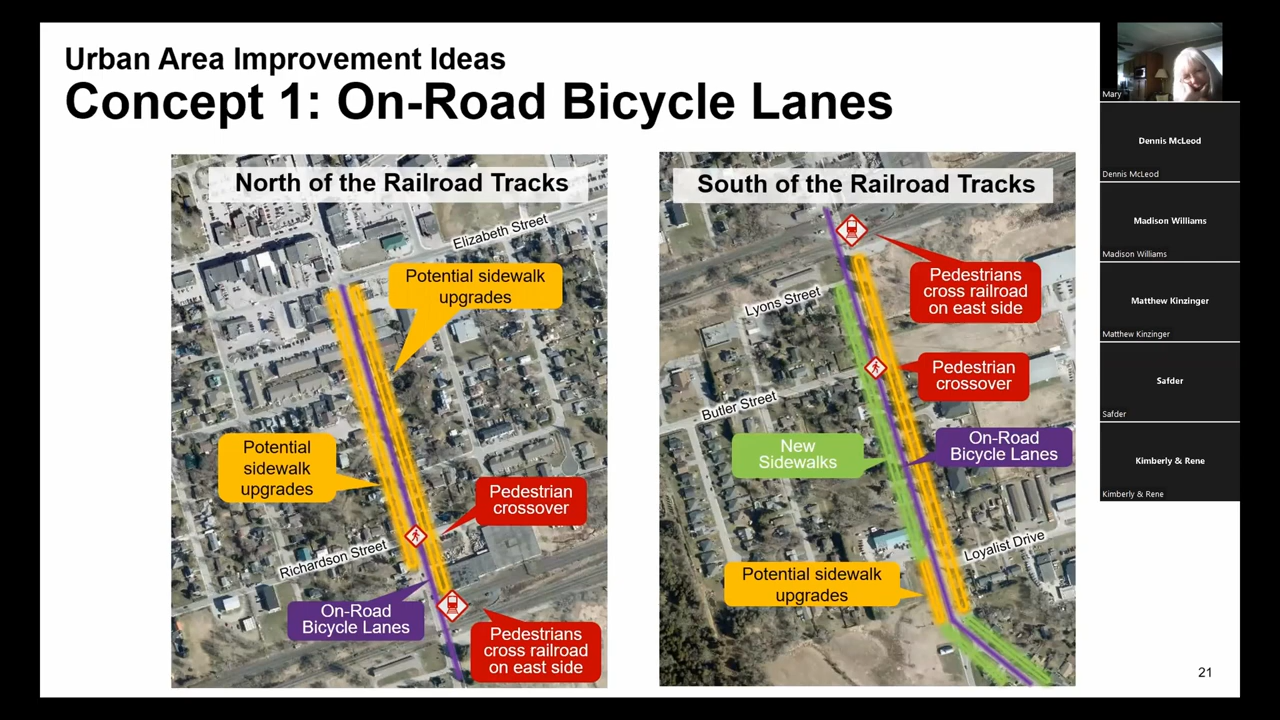 Urban Area Improvement Ideas
Concept 1: On-Road Bicycle Lanes
North of the Railroad Tracks
Elizabeth Street
Potential sidewalk
upgrades
Potential
sidewalk
upgrades
Pedestrian
crossover
Richardson Street
On-Road
Bicycle Lanes
Pedestrians
cross railroad
on east side
South of the Railroad Tracks
Pedestrians
cross railroad
on east side
Lyons Street
Pedestrian
crossover
Butler Street
New
Sidewalks
On-Road
Bicycle Lanes
Loyalist Drive
Potential sidewalk
upgrades
21
Mary
Dennis McLeod
Dennis McLeod
Madison Williams
Madison Williams
Matthew Kinzinger
Matthew Kinzinger
Safder
Safder
Kimberly & Rene
Kimberly & Rene